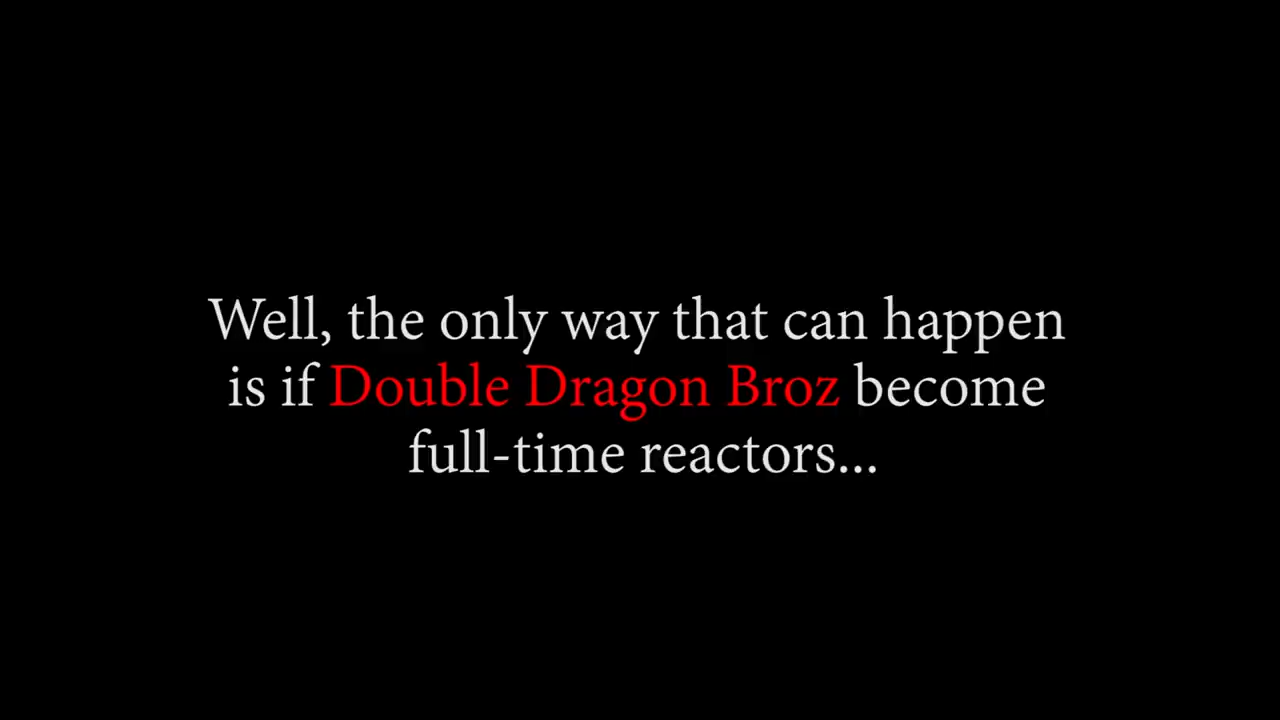 Well, the only way that can happen
is if Double Dragon Broz become
full-time reactors...